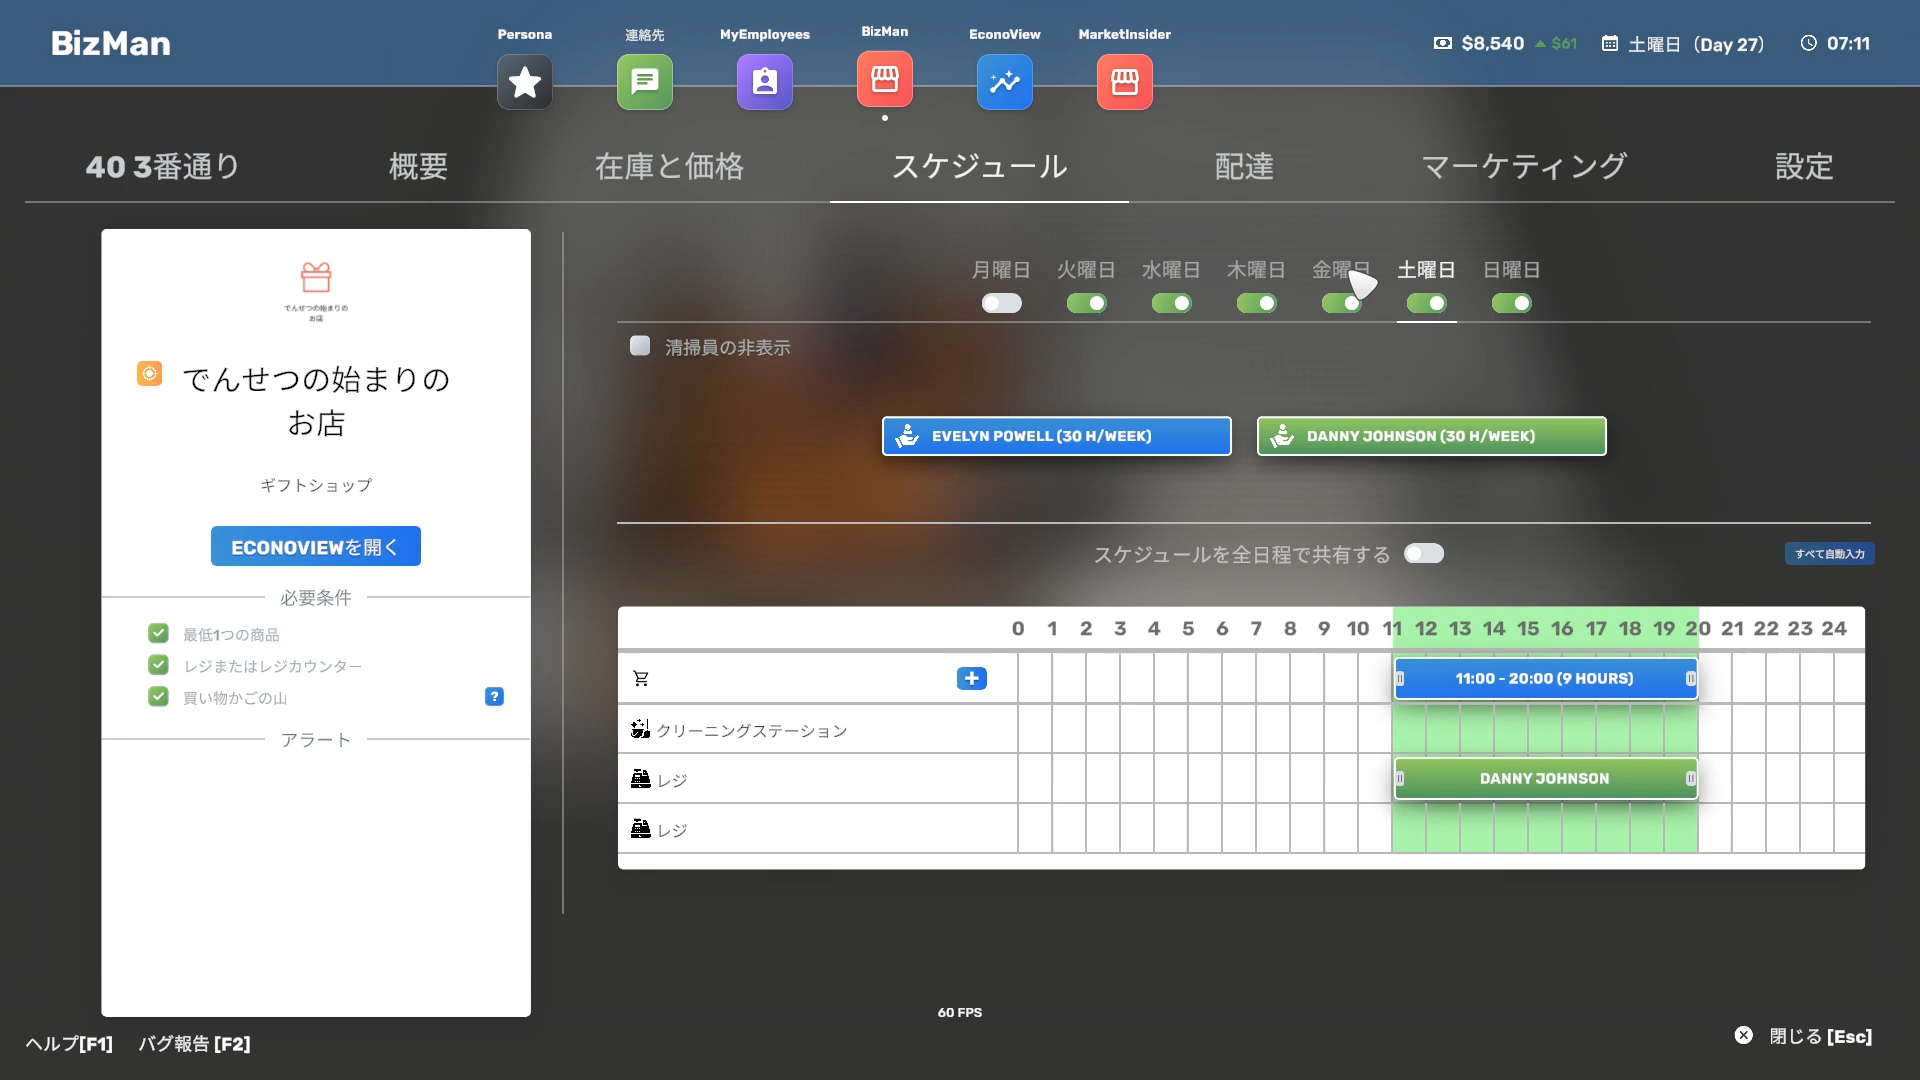 BizMan
Persona
連絡先
MyEmployees
BizMan
EconoView
MarketInsider
$8,540 $61
土曜日 (Day 27)
07:11
40 3番通り
概要
在庫と価格
スケジュール
配達
マーケティング
設定
でんせつの始まりの
お店
でんせつの始まりの
お店
ギフトショップ
ECONOVIEWを開く
必要条件
最低1つの商品
レジまたはレジカウンター
買い物かごの山
?
アラート
月曜日 火曜日 水曜日 木曜日 金曜日 土曜日 日曜日
清掃員の非表示
EVELYN POWELL (30 H/WEEK)
DANNY JOHNSON (30 H/WEEK)
スケジュールを全日程で共有する
すべて自動入力
0 1 2 3 4 5 6 7 8 9 10 11 12 13 14 15 16 17 18 19 20 21 22 23 24
11:00 - 20:00 (9 HOURS)
クリーニングステーション
レジ
DANNY JOHNSON
レジ
60 FPS
ヘルプ[F1]
バグ報告 [F2]
閉じる [Esc]